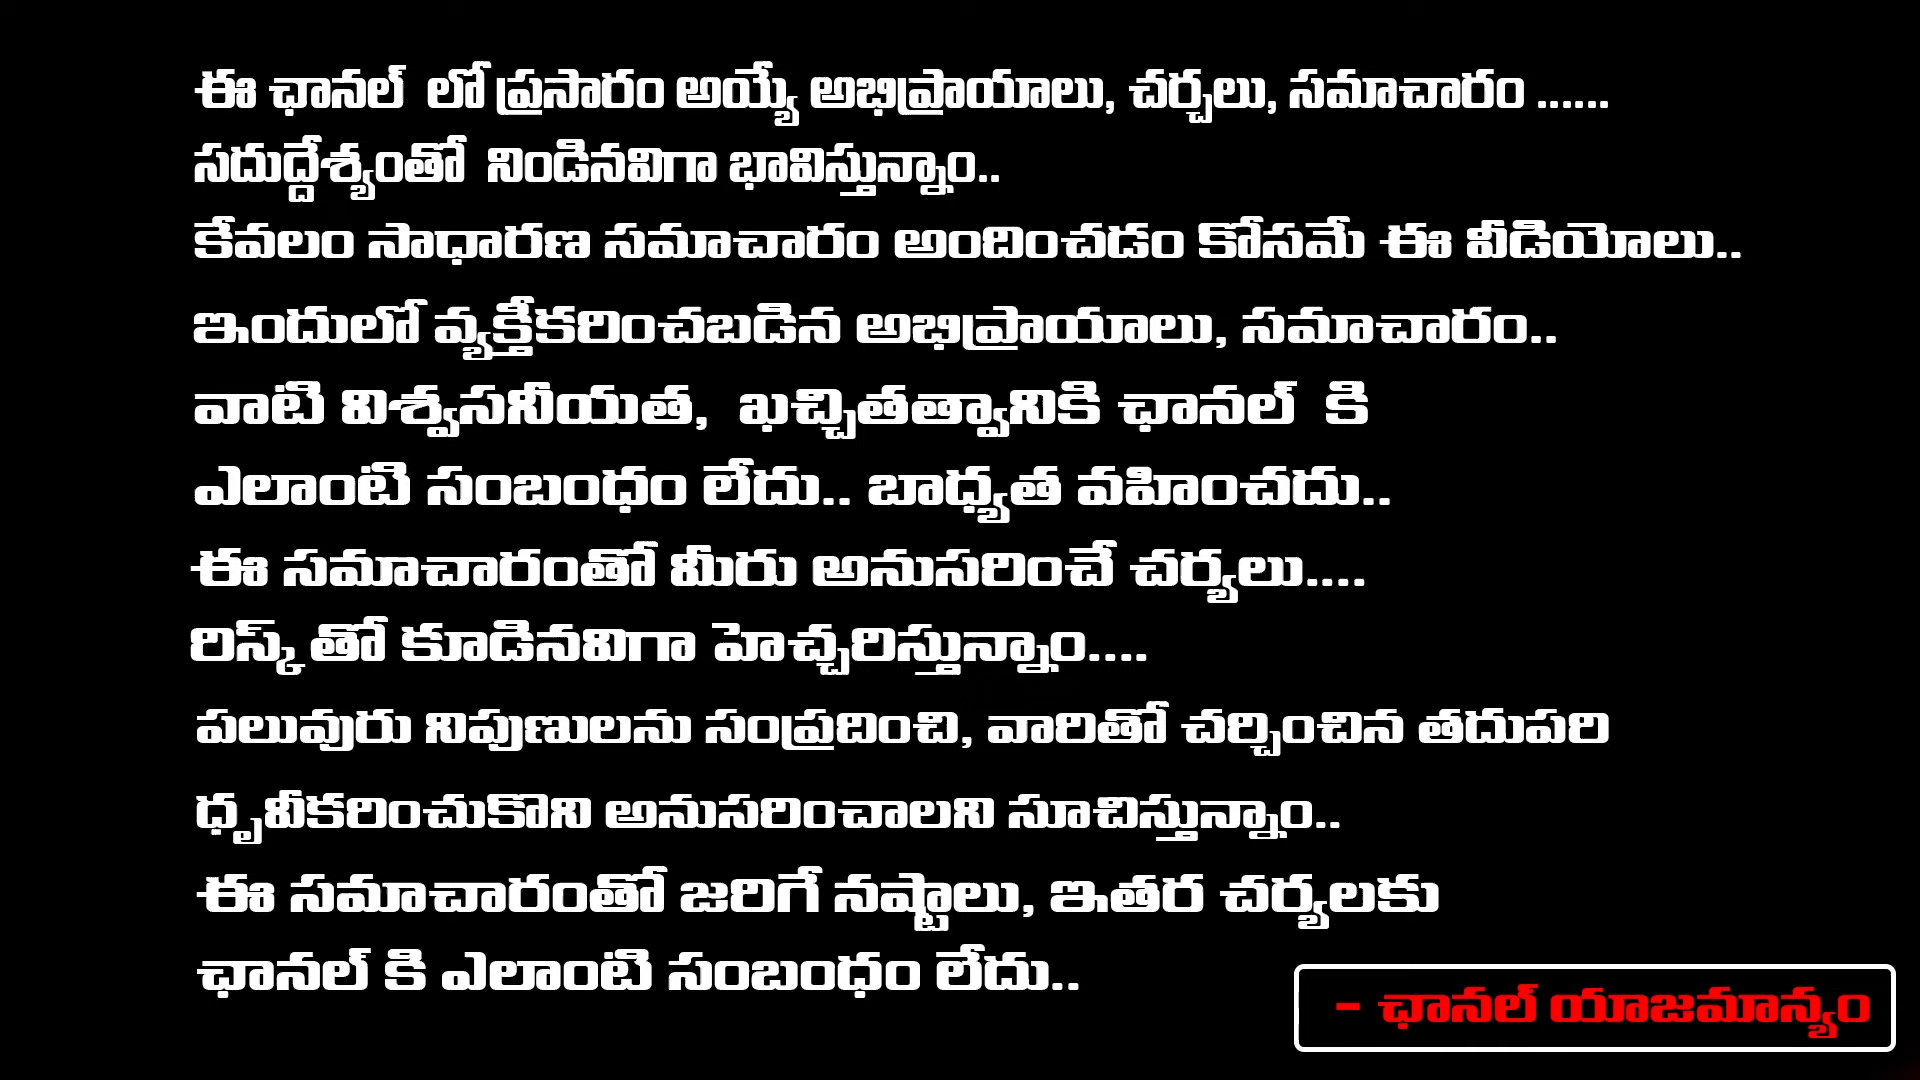 ఈ ఛానల్ లో ప్రసారం అయ్యే అభిప్రాయాలు, చర్చలు, సమాచారం ......
సదుద్దేశ్యంతో నిండినవిగా భావిస్తున్నాం..
కేవలం సాధారణ సమాచారం అందించడం కోసమే ఈ వీడియోలు..
ఇందులో వ్యక్తీకరించబడిన అభిప్రాయాలు, సమాచారం..
వాటి విశ్వసనీయత, ఖచ్చితత్వానికి ఛానల్ కి
ఎలాంటి సంబంధం లేదు.. బాధ్యత వహించదు..
ఈ సమాచారంతో మీరు అనుసరించే చర్యలు....
రిస్క్ తో కూడినవిగా హెచ్చరిస్తున్నాం....
పలువురు నిపుణులను సంప్రదించి, వారితో చర్చించిన తదుపరి
ధృవీకరించుకొని అనుసరించాలని సూచిస్తున్నాం..
ఈ సమాచారంతో జరిగే నష్టాలు, ఇతర చర్యలకు
ఛానల్ కి ఎలాంటి సంబంధం లేదు..
- ఛానల్ యాజమాన్యం